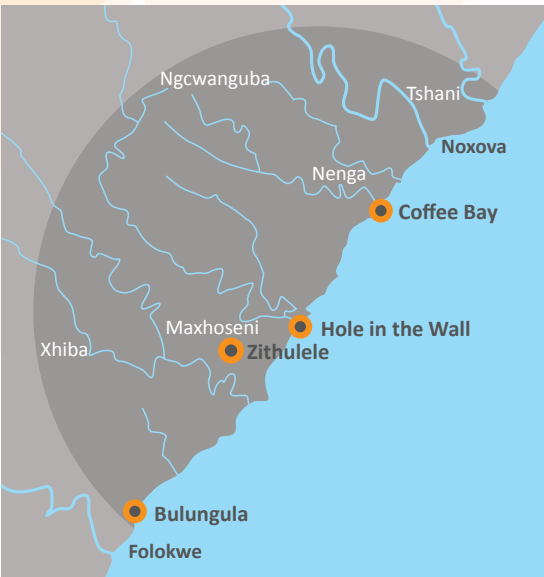 Ngcwanguba
Tshani
Noxova
Nenga
Coffee Bay
Maxhoseni
Hole in the Wall
Xhiba
Zithulele
Bulungula
Folokwe